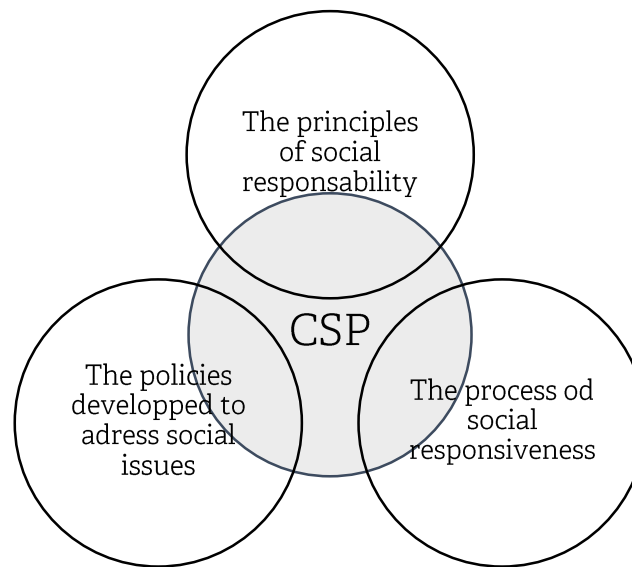 The principles
of social
responsability
CSP
The policies
developped to
adress social
issues
The process od
social
responsiveness